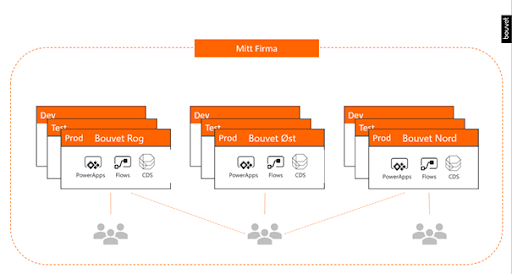 bouvet
Mitt Firma
Dev
Test
Prod Bouvet Rog
PowerApps Flows CDS
Dev
Test
Prod Bouvet Øst
PowerApps Flows CDS
Dev
Test
Prod Bouvet Nord
PowerApps Flows CDS